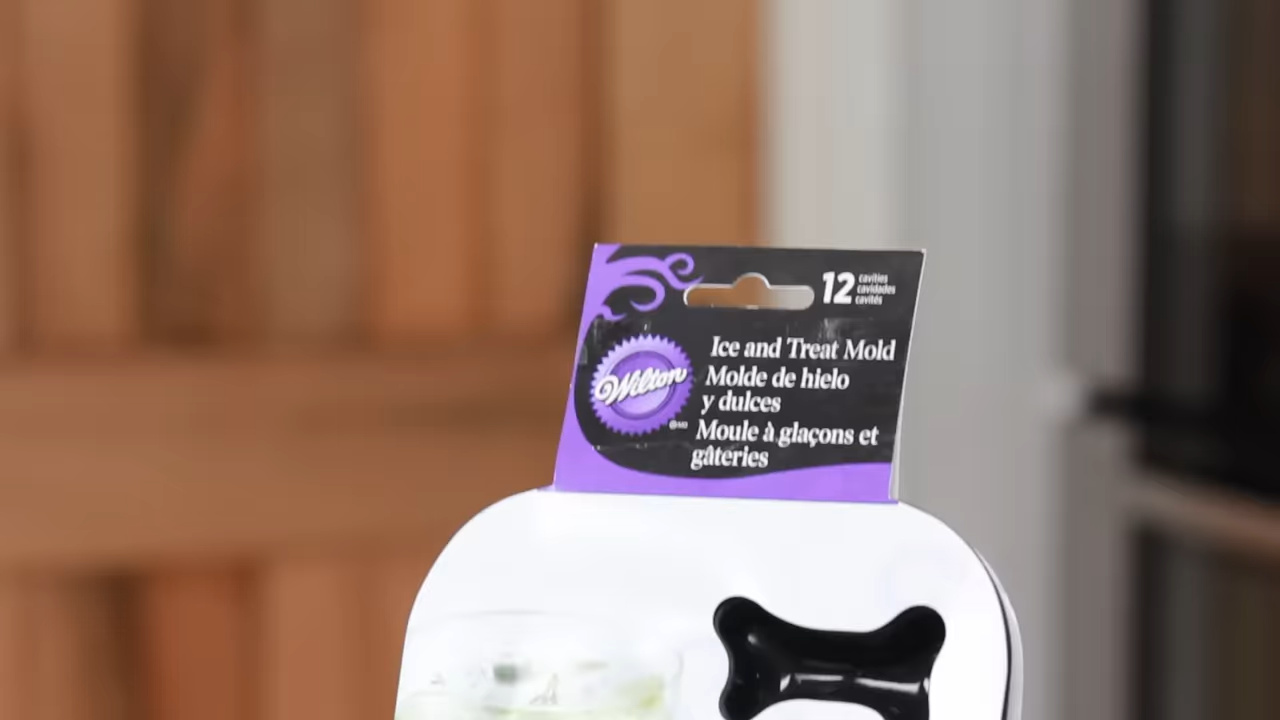 12
cavities
cavidades
cavités
Ice and Treat Mold
Wilton
Molde de hielo
y dulces
Moule à glaçons et
gâteries